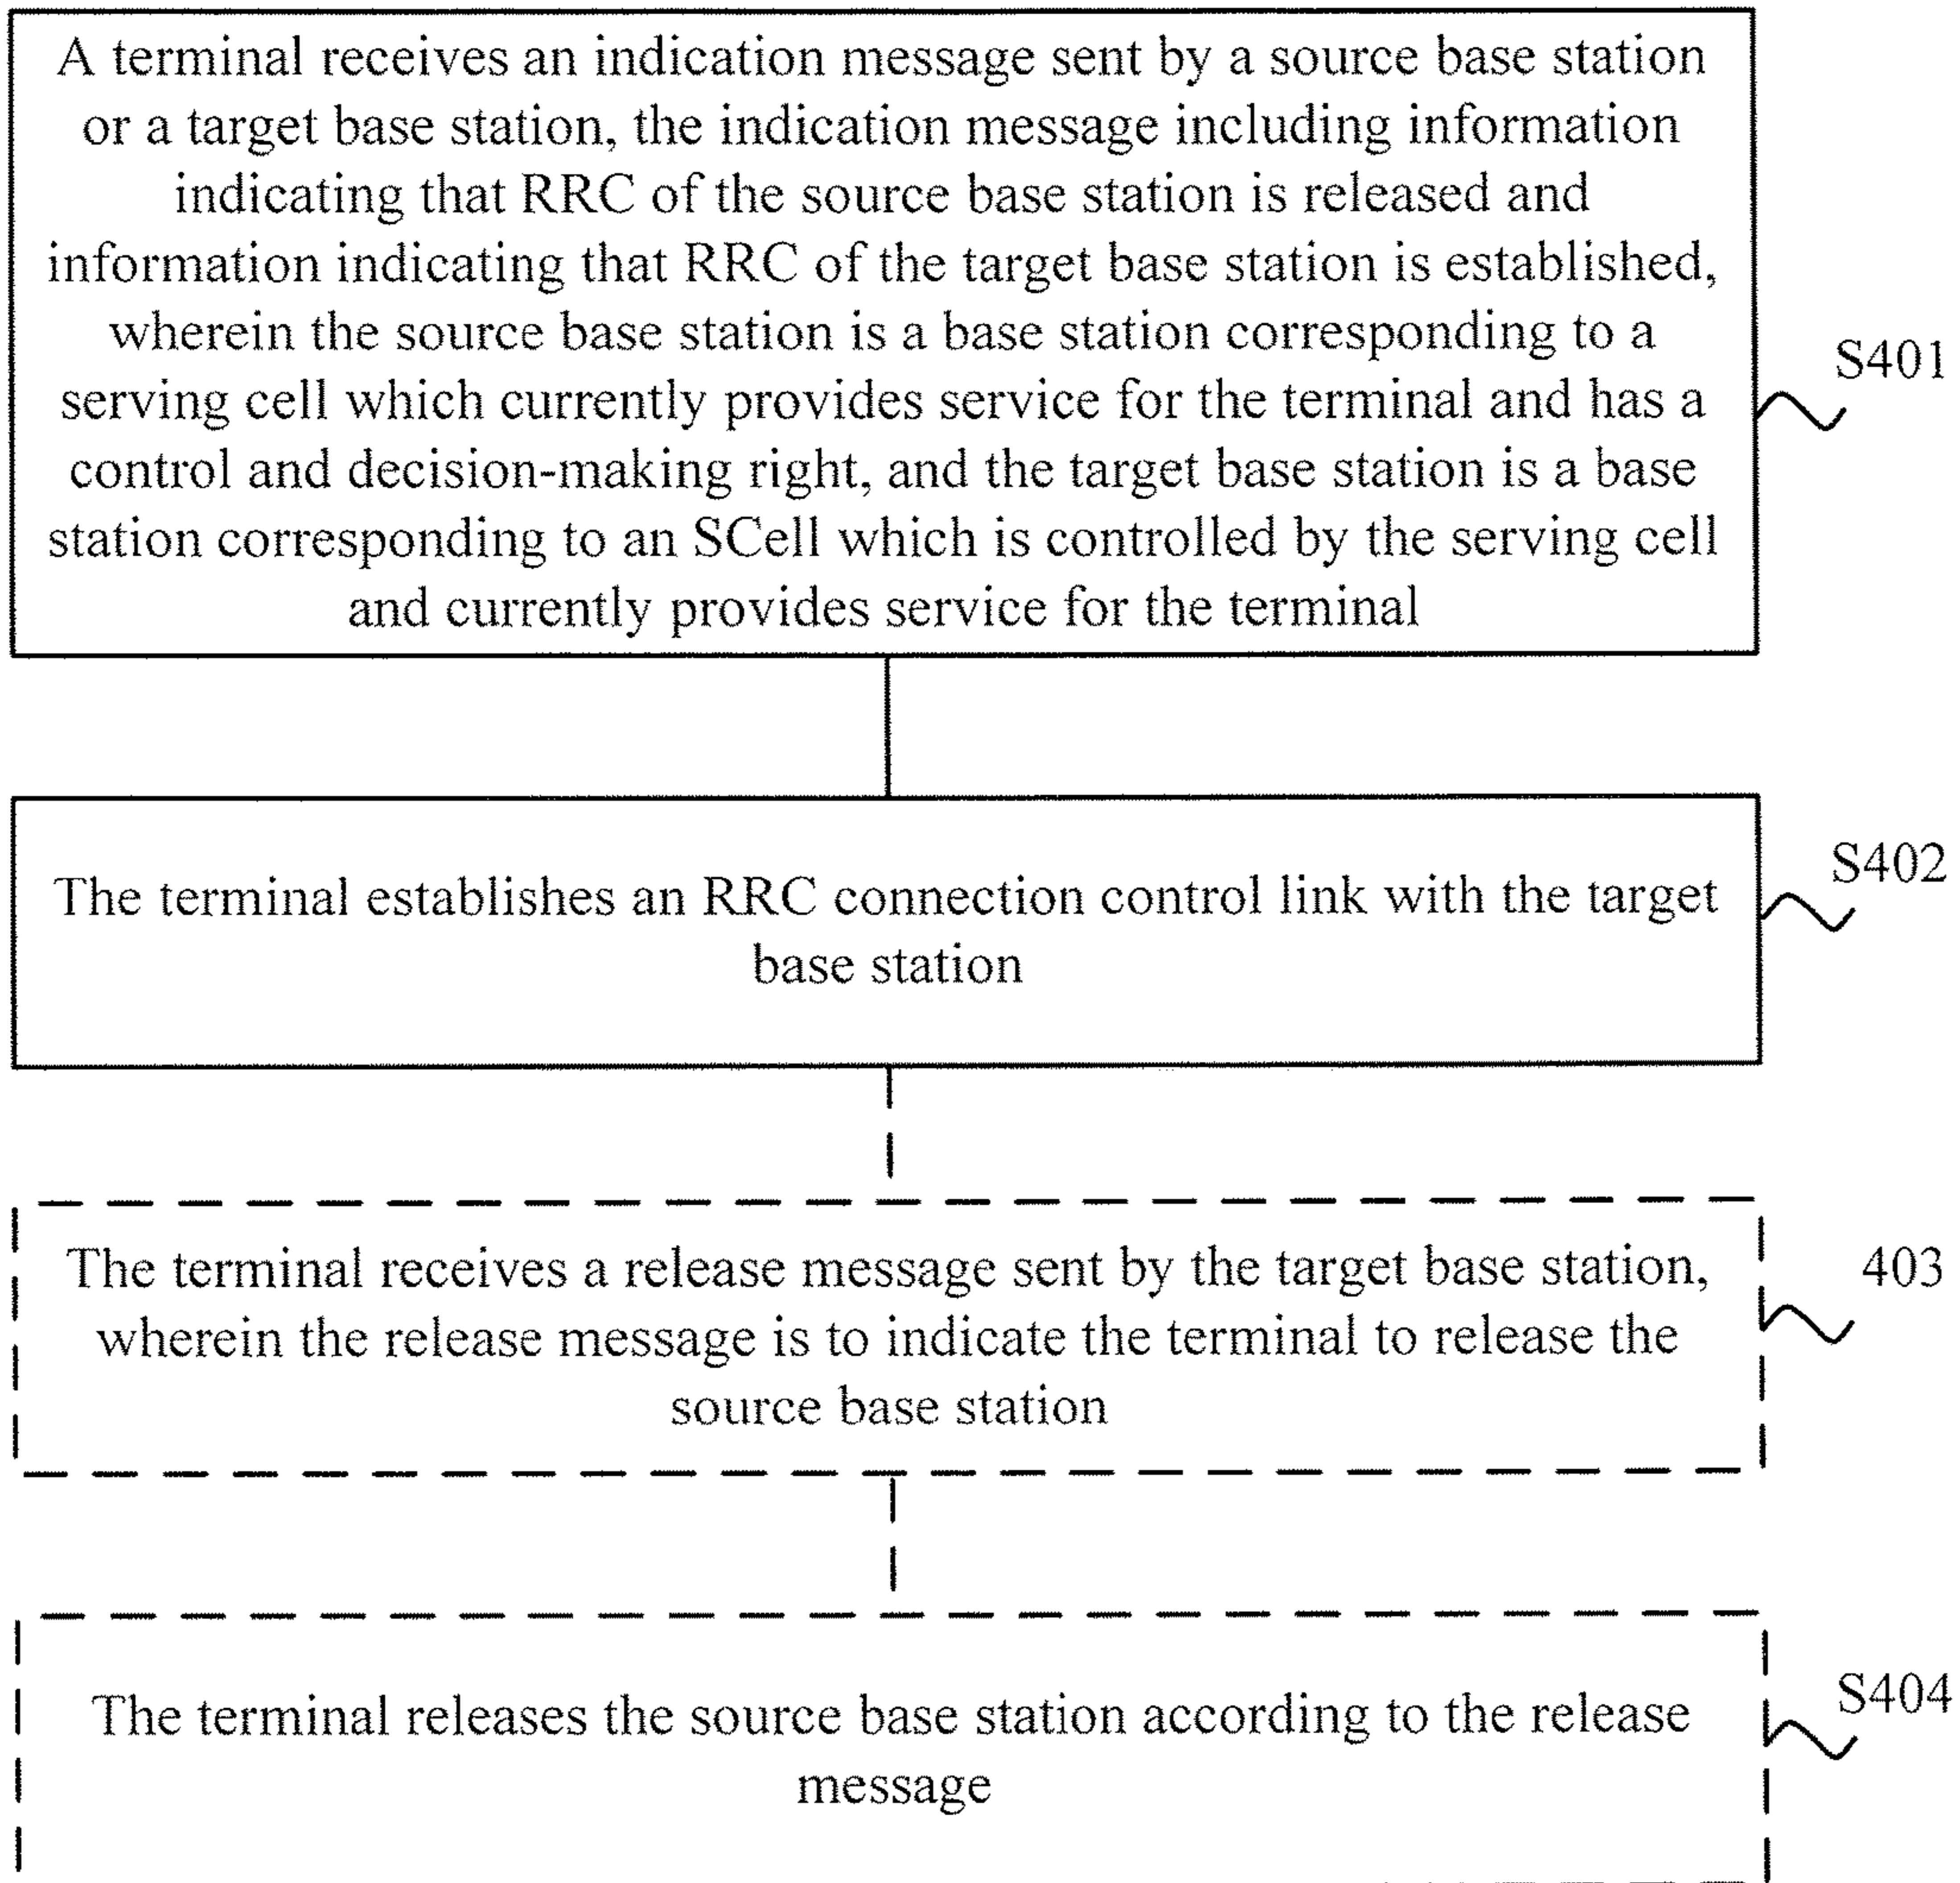 A terminal receives an indication message sent by a source base station
or a target base station, the indication message including information
indicating that RRC of the source base station is released and
information indicating that RRC of the target base station is established,
wherein the source base station is a base station corresponding to a
serving cell which currently provides service for the terminal and has a
control and decision-making right, and the target base station is a base
station corresponding to an SCell which is controlled by the serving cell
and currently provides service for the terminal
S401
The terminal establishes an RRC connection control link with the target
base station
S402
The terminal receives a release message sent by the target base station,
wherein the release message is to indicate the terminal to release the
source base station
403
The terminal releases the source base station according to the release
message
S404